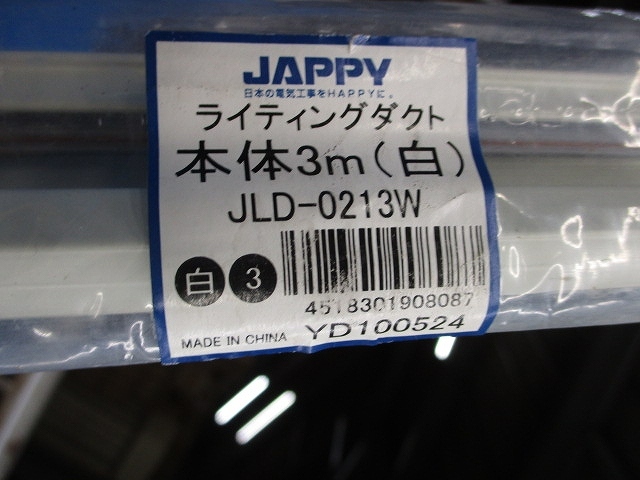 JAPPY
日本の電気工事をHAPPYに。
ライティングダクト
本体3m(白)
JLD-0213W
白 3
4518301908087
MADE IN CHINA YD100524